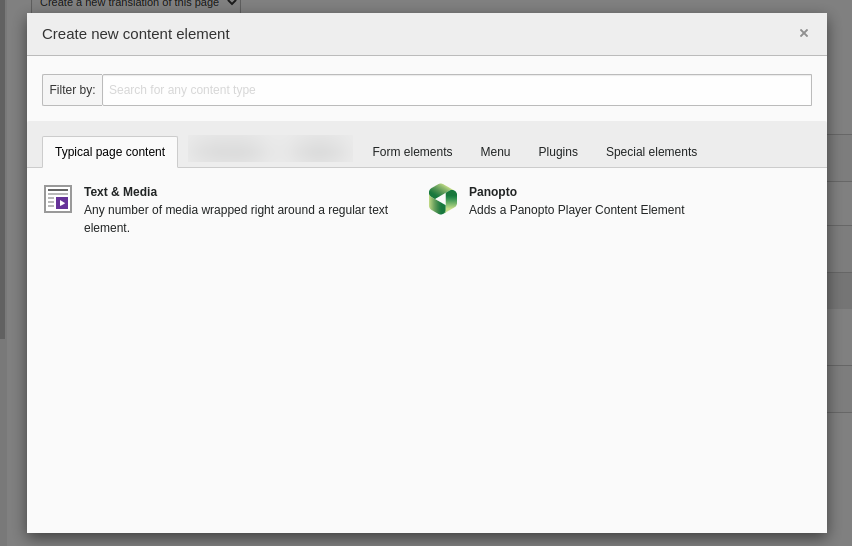 Create a new translation of this page
Create new content element
×
Filter by: Search for any content type
Typical page content Form elements Menu Plugins Special elements
Text & Media
Any number of media wrapped right around a regular text
element.
Panopto
Adds a Panopto Player Content Element